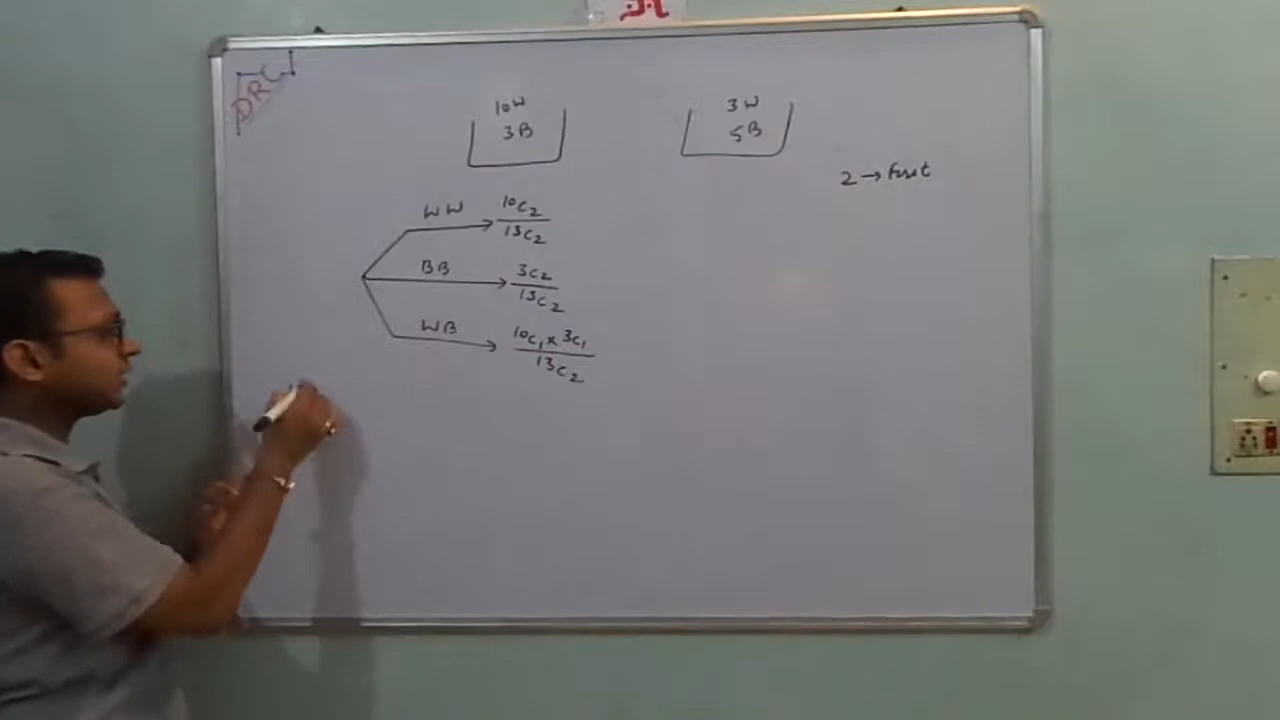 DRC
10W
3B
3W
5B
2 → First
WW 10C2 / 13C2
BB 3C2 / 13C2
WB 10C1 × 3C1 / 13C2